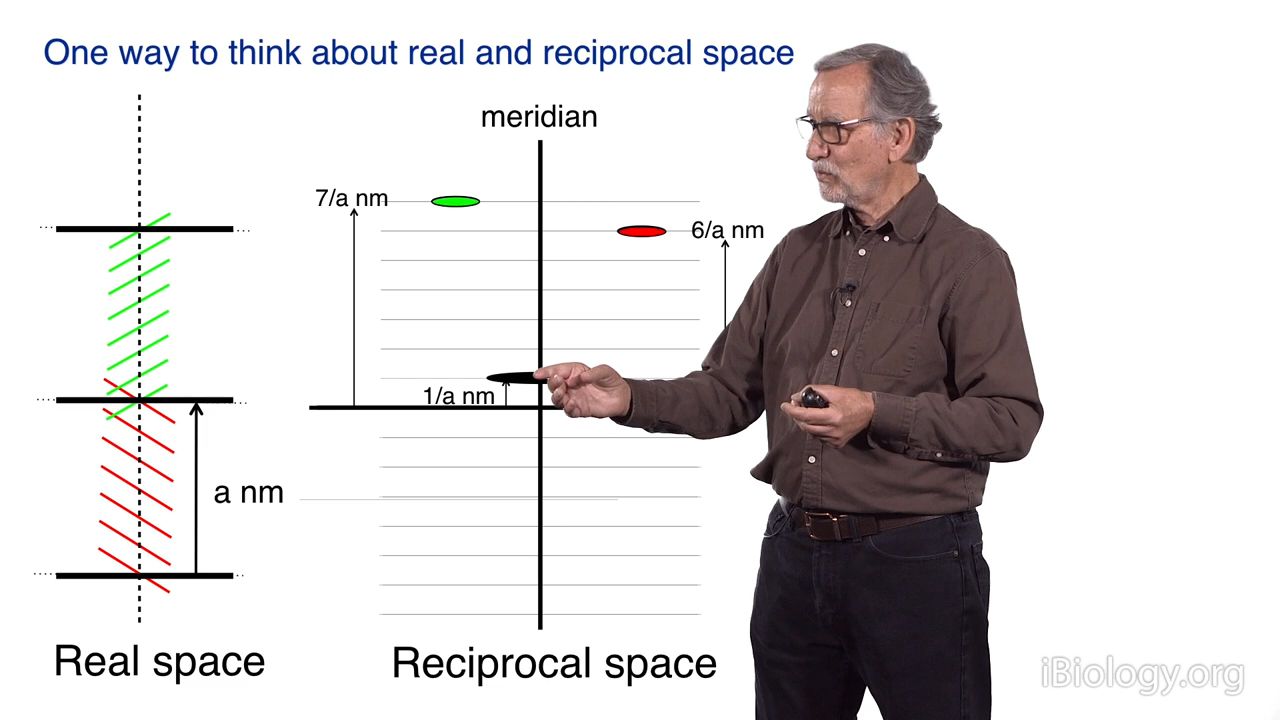 One way to think about real and reciprocal space
meridian
7/a nm
6/a nm
1/a nm
a nm
Real space
Reciprocal space
iBiology.org